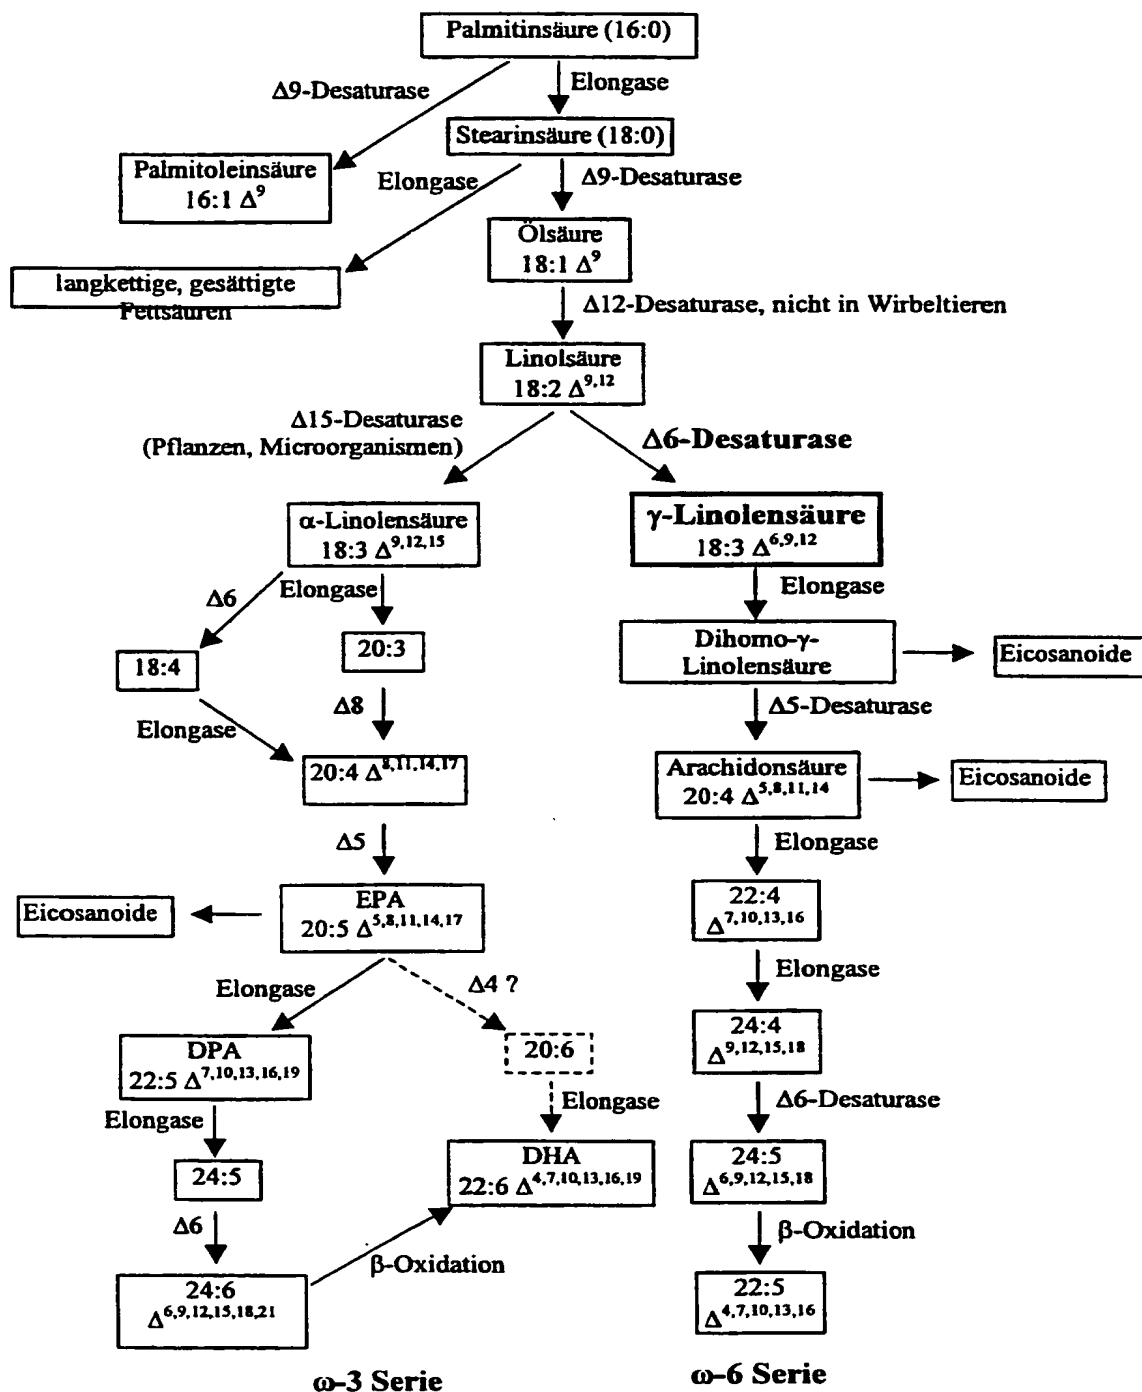 Palmitinsäure (16:0)
Δ9-Desaturase
Elongase
Stearinsäure (18:0)
Palmitoleinsäure
16:1 Δ⁹
Elongase
Δ9-Desaturase
Ölsäure
18:1 Δ⁹
langkettige, gesättigte
Fettsäuren
Δ12-Desaturase, nicht in Wirbeltieren
Linolsäure
18:2 Δ⁹,¹²
Δ15-Desaturase
(Pflanzen, Microorganismen)
Δ6-Desaturase
α-Linolensäure
18:3 Δ⁹,¹²,¹⁵
γ-Linolensäure
18:3 Δ⁶,⁹,¹²
Δ6
Elongase
Elongase
18:4
20:3
Dihomo-γ-
Linolensäure
Eicosanoide
Elongase
Δ8
Δ5-Desaturase
20:4 Δ⁸,¹¹,¹⁴,¹⁷
Arachidonsäure
20:4 Δ⁵,⁸,¹¹,¹⁴
Eicosanoide
Δ5
Elongase
Eicosanoide
EPA
20:5 Δ⁵,⁸,¹¹,¹⁴,¹⁷
22:4
Δ⁷,¹⁰,¹³,¹⁶
Elongase
Δ4 ?
Elongase
DPA
22:5 Δ⁷,¹⁰,¹³,¹⁶,¹⁹
20:6
24:4
Δ⁹,¹²,¹⁵,¹⁸
Elongase
Elongase
Δ6-Desaturase
24:5
DHA
22:6 Δ⁴,⁷,¹⁰,¹³,¹⁶,¹⁹
24:5
Δ⁶,⁹,¹²,¹⁵,¹⁸
Δ6
β-Oxidation
β-Oxidation
24:6
Δ⁶,⁹,¹²,¹⁵,¹⁸,²¹
22:5
Δ⁴,⁷,¹⁰,¹³,¹⁶
ω-3 Serie
ω-6 Serie